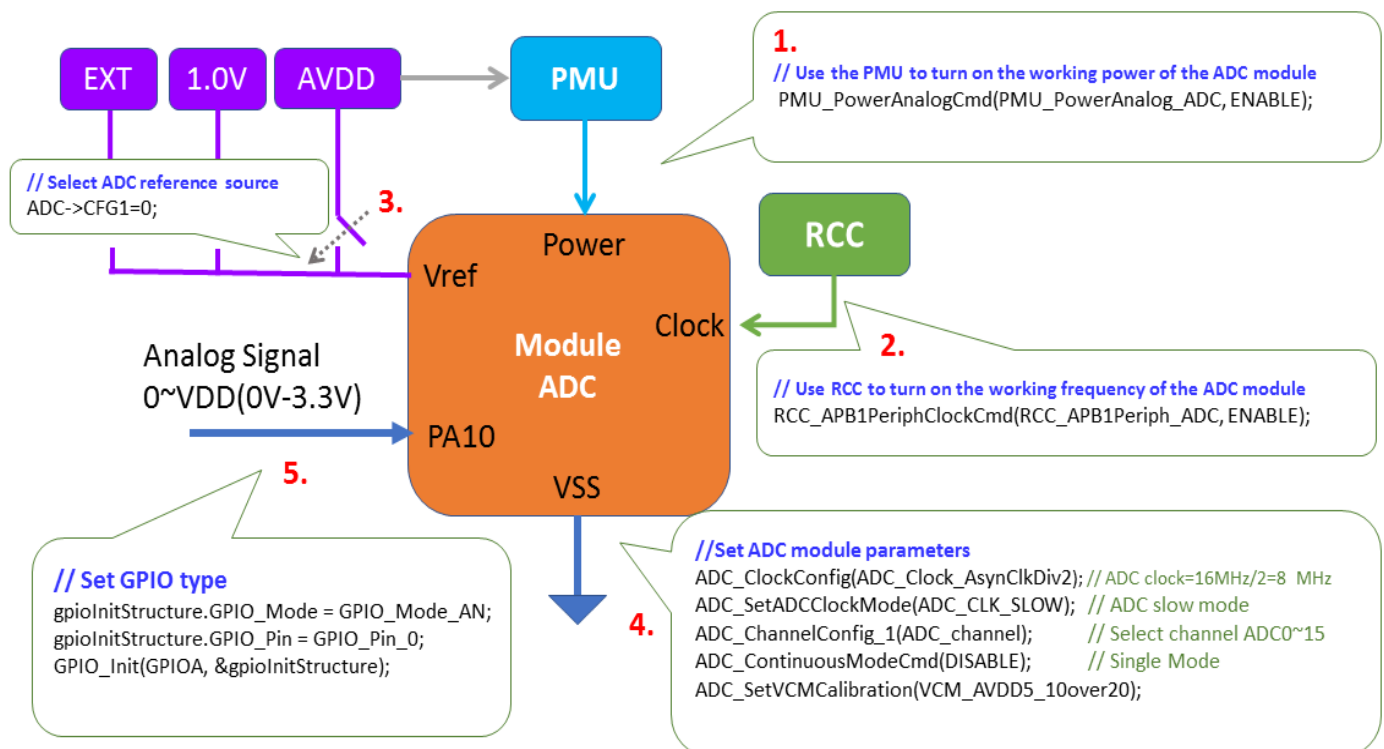 EXT
1.0V
AVDD
PMU
1.
// Use the PMU to turn on the working power of the ADC module
PMU_PowerAnalogCmd(PMU_PowerAnalog_ADC, ENABLE);
// Select ADC reference source
ADC->CFG1=0;
3.
Power
Vref
Clock
Module
ADC
PA10
VSS
RCC
2.
// Use RCC to turn on the working frequency of the ADC module
RCC_APB1PeriphClockCmd(RCC_APB1Periph_ADC, ENABLE);
Analog Signal
0~VDD(0V-3.3V)
5.
// Set GPIO type
gpioInitStructure.GPIO_Mode = GPIO_Mode_AN;
gpioInitStructure.GPIO_Pin = GPIO_Pin_0;
GPIO_Init(GPIOA, &gpioInitStructure);
4.
//Set ADC module parameters
ADC_ClockConfig(ADC_Clock_AsynClkDiv2); // ADC clock=16MHz/2=8 MHz
ADC_SetADCClockMode(ADC_CLK_SLOW); // ADC slow mode
ADC_ChannelConfig_1(ADC_channel); // Select channel ADC0~15
ADC_ContinuousModeCmd(DISABLE); // Single Mode
ADC_SetVCMCalibration(VCM_AVDD5_10over20);